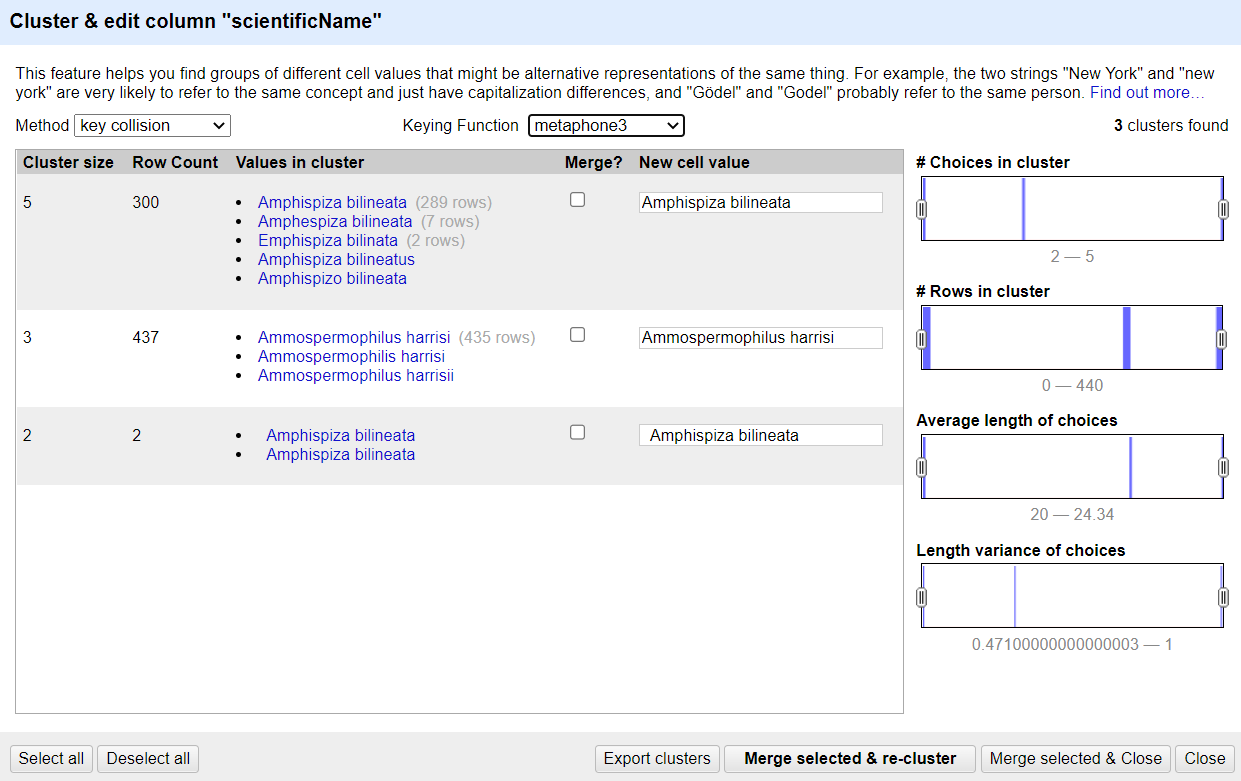 Cluster & edit column "scientificName"
This feature helps you find groups of different cell values that might be alternative representations of the same thing. For example, the two strings "New York" and "new
york" are very likely to refer to the same concept and just have capitalization differences, and "Gödel" and "Godel" probably refer to the same person. Find out more…
Method key collision Keying Function metaphone3 3 clusters found
Cluster size Row Count Values in cluster Merge? New cell value
5 300 • Amphispiza bilineata (289 rows) Amphispiza bilineata
• Amphespiza bilineata (7 rows)
• Emphispiza bilinata (2 rows)
• Amphispiza bilineatus
• Amphispizo bilineata
3 437 • Ammospermophilus harrisi (435 rows) Ammospermophilus harrisi
• Ammospermophilis harrisi
• Ammospermophilus harrisii
2 2 • Amphispiza bilineata Amphispiza bilineata
• Amphispiza bilineata
# Choices in cluster
2 — 5
# Rows in cluster
0 — 440
Average length of choices
20 — 24.34
Length variance of choices
0.47100000000000003 — 1
Select all Deselect all Export clusters Merge selected & re-cluster Merge selected & Close Close